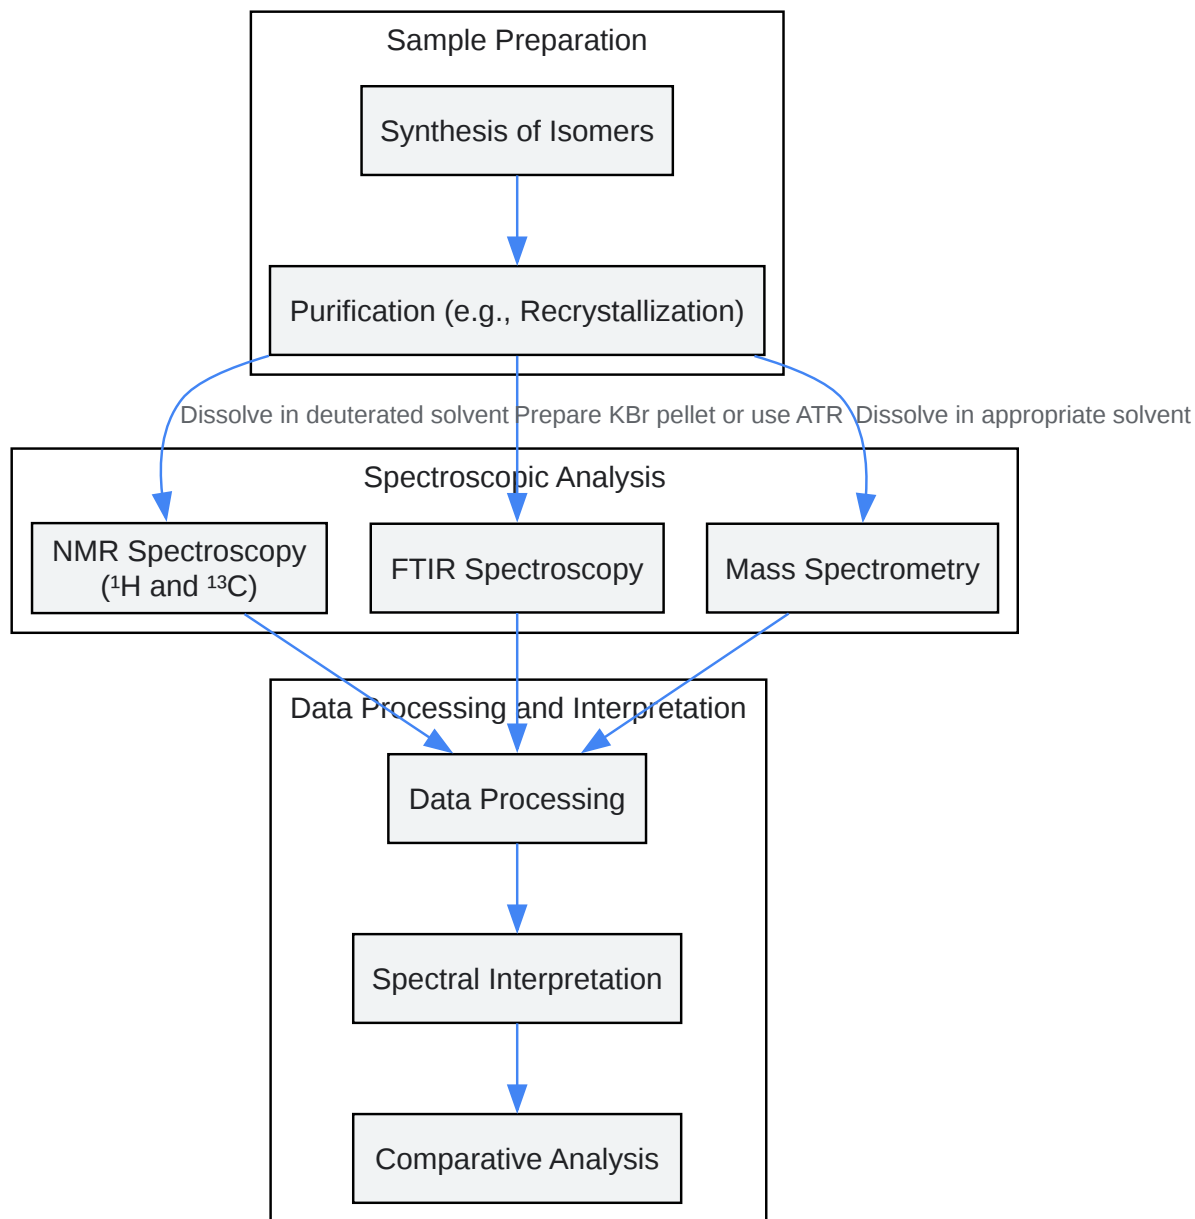 Sample Preparation
Synthesis of Isomers
Purification (e.g., Recrystallization)
Dissolve in deuterated solvent
Prepare KBr pellet or use ATR
Dissolve in appropriate solvent
Spectroscopic Analysis
NMR Spectroscopy
(¹H and ¹³C)
FTIR Spectroscopy
Mass Spectrometry
Data Processing and Interpretation
Data Processing
Spectral Interpretation
Comparative Analysis